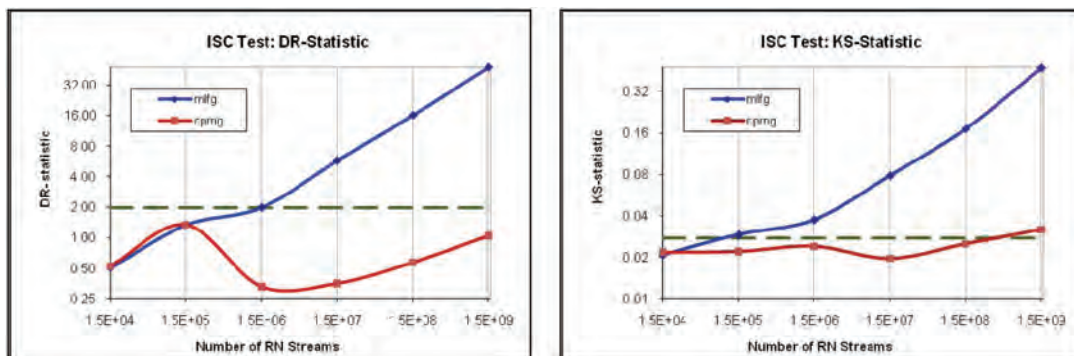 ISC Test: DR-Statistic
DR-statistic
32.00
16.00
8.00
4.00
2.00
1.00
0.50
0.25
mlfg
1.5E+04
1.5E+05
1.5E+06
1.5E+07
.5E+08
1.5E+09
Number of RN Streams
ISC Test: KS-Statistic
KS-statistic
0.32
0.16
0.08
0.04
0.02
0.01
mlfg
1.5E+04
1.5E+05
1.5E+06
1.5E+07
1.5E+08
1.5E+09
Number of RN Streams